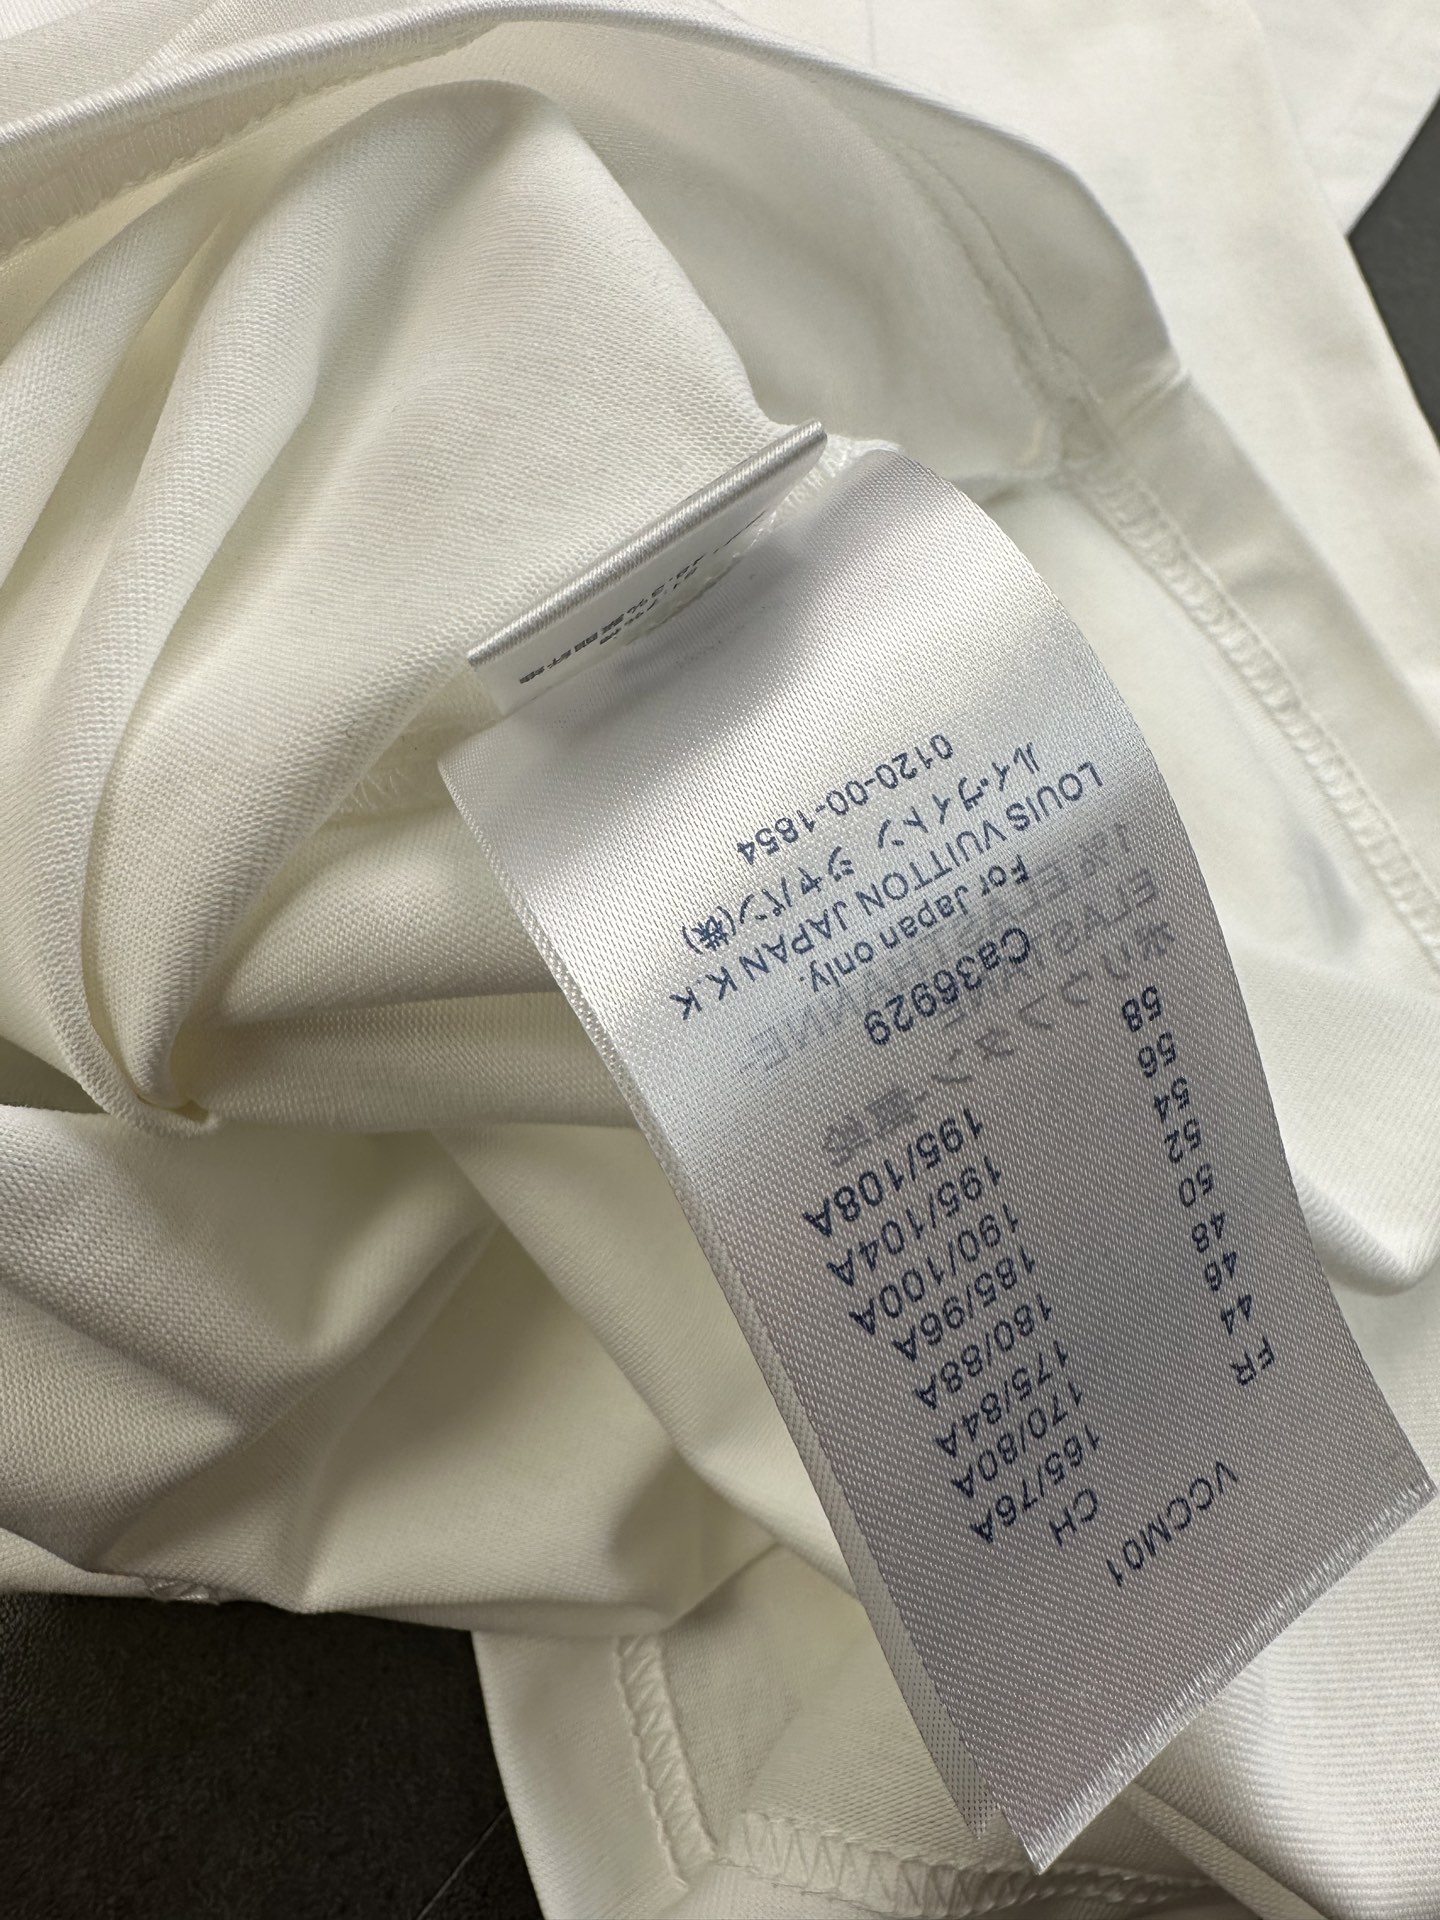 VCCM01
FR CH
44 165/76A
46 170/80A
48 175/84A
50 180/88A
52 185/96A
54 190/100A
56 195/104A
58 195/108A
Ca36929
For Japan only.
LOUIS VUITTON JAPAN K K
ルイ・ヴィトン ジャパン(株)
0120-00-1854